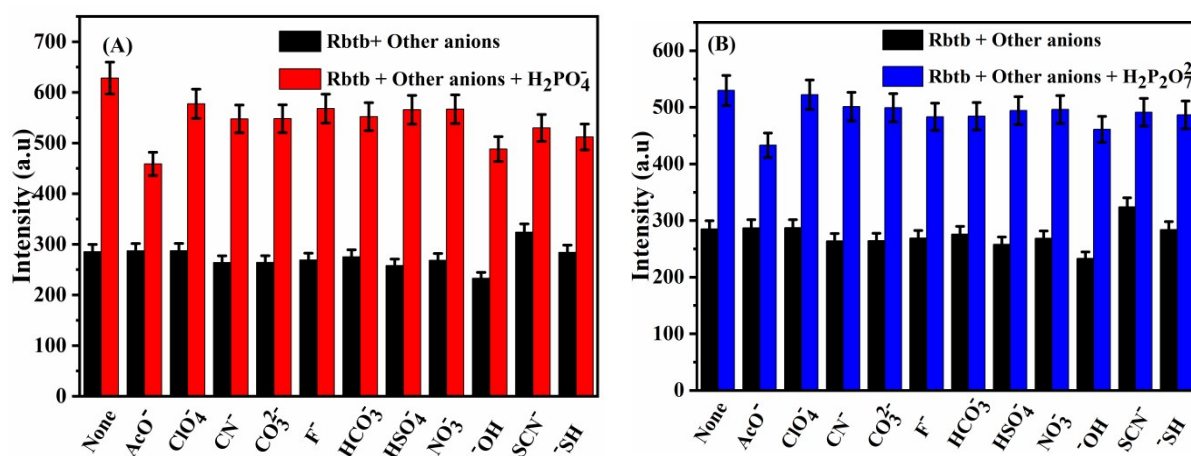 (A)
Rbtb+ Other anions
Rbtb + Other anions + H₂PO₄⁻
Intensity (a.u)
700
600
500
400
300
200
100
0
None
AcO⁻
ClO₄⁻
CN⁻
CO₃²⁻
F⁻
HCO₃⁻
HSO₄⁻
NO₃⁻
⁻OH
SCN⁻
⁻SH
(B)
Rbtb + Other anions
Rbtb + Other anions + H₂P₂O₇²⁻
Intensity (a.u)
600
500
400
300
200
100
0
None
AcO⁻
ClO₄⁻
CN⁻
CO₃²⁻
F⁻
HCO₃⁻
HSO₄⁻
NO₃⁻
⁻OH
SCN⁻
⁻SH